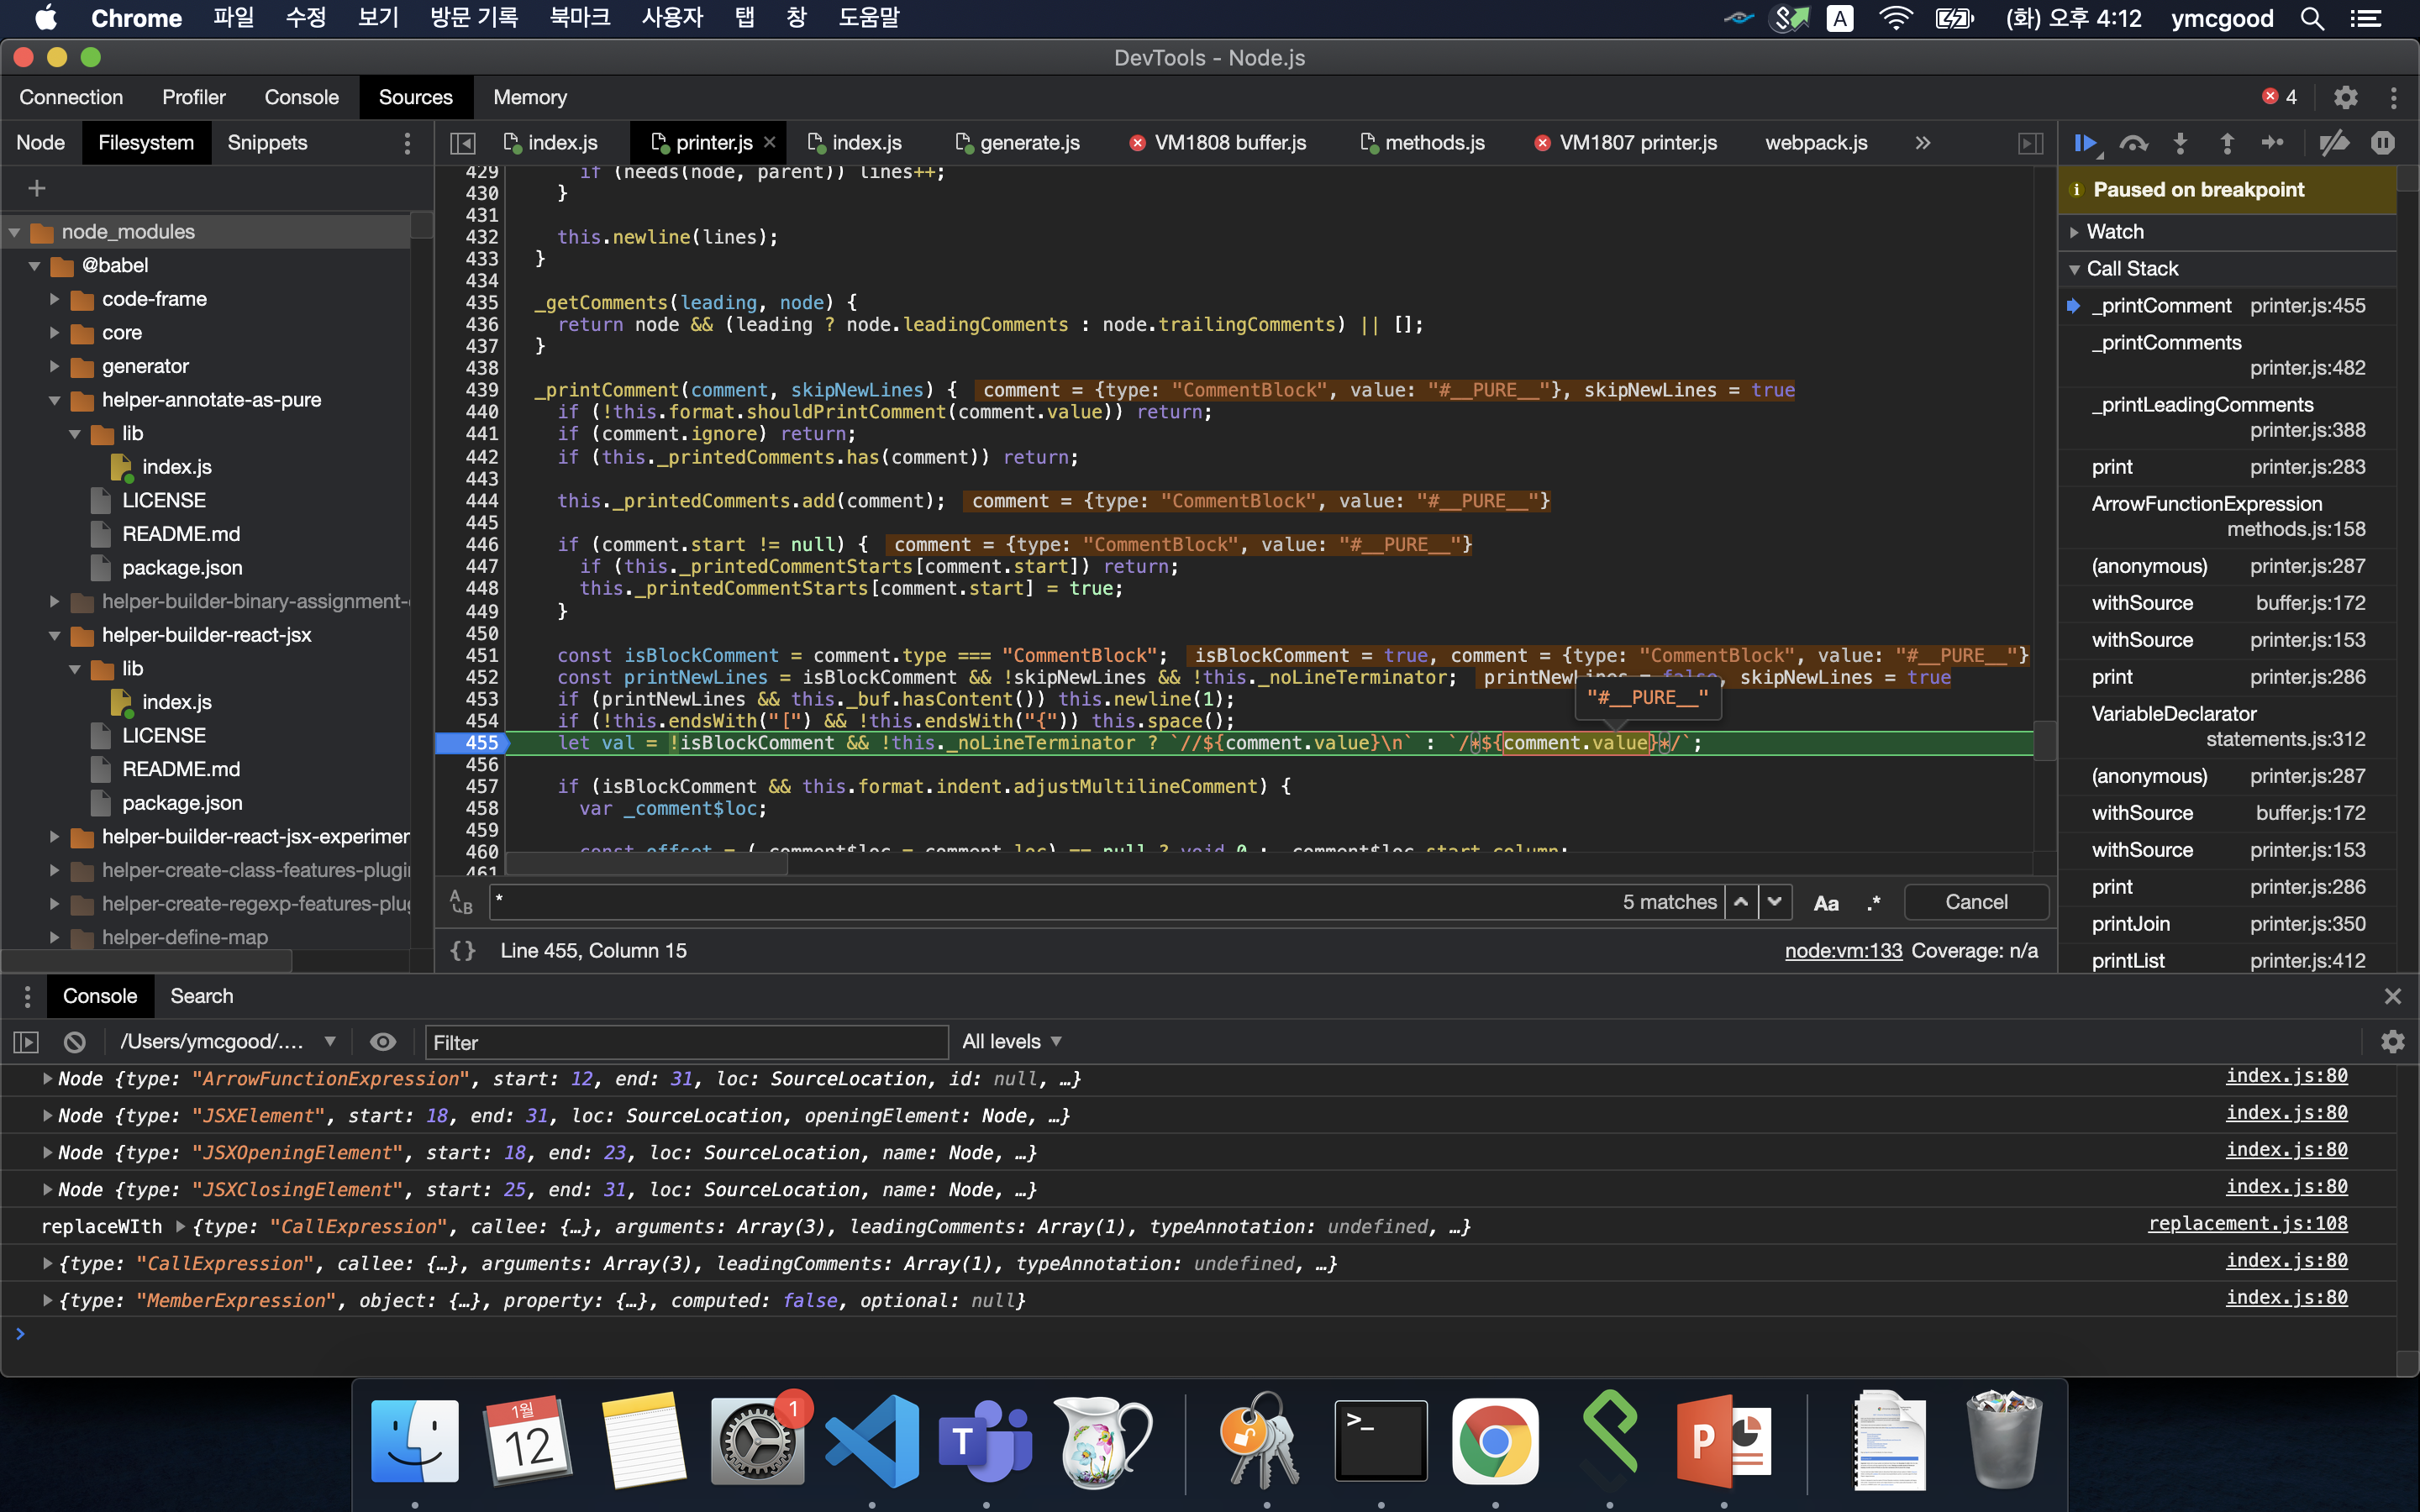 Chrome 파일 수정 보기 방문 기록 북마크 사용자 탭 창 도움말 A (화) 오후 4:12 ymcgood
DevTools - Node.js
Connection Profiler Console Sources Memory 4
Node Filesystem Snippets index.js printer.js index.js generate.js VM1808 buffer.js methods.js VM1807 printer.js webpack.js »
+
node_modules
@babel
code-frame
core
generator
helper-annotate-as-pure
lib
index.js
LICENSE
README.md
package.json
helper-builder-binary-assignment-
helper-builder-react-jsx
lib
index.js
LICENSE
README.md
package.json
helper-builder-react-jsx-experimer
helper-create-class-features-plugi
helper-create-regexp-features-plu
helper-define-map
429 if (needs(node, parent)) lines++;
430 }
431
432 this.newline(lines);
433 }
434
435 _getComments(leading, node) {
436 return node && (leading ? node.leadingComments : node.trailingComments) || [];
437 }
438
439 _printComment(comment, skipNewLines) { comment = {type: "CommentBlock", value: "#__PURE__"}, skipNewLines = true
440 if (!this.format.shouldPrintComment(comment.value)) return;
441 if (comment.ignore) return;
442 if (this._printedComments.has(comment)) return;
443
444 this._printedComments.add(comment); comment = {type: "CommentBlock", value: "#__PURE__"}
445
446 if (comment.start != null) { comment = {type: "CommentBlock", value: "#__PURE__"}
447 if (this._printedCommentStarts[comment.start]) return;
448 this._printedCommentStarts[comment.start] = true;
449 }
450
451 const isBlockComment = comment.type === "CommentBlock"; isBlockComment = true, comment = {type: "CommentBlock", value: "#__PURE__"}
452 const printNewLines = isBlockComment && !skipNewLines && !this._noLineTerminator; printNewLines = false, skipNewLines = true
453 if (printNewLines && this._buf.hasContent()) this.newline(1);
"#__PURE__"
454 if (!this.endsWith("[") && !this.endsWith("{")) this.space();
455 let val = !isBlockComment && !this._noLineTerminator ? `//${comment.value}\n` : `/*${comment.value}*/`;
456
457 if (isBlockComment && this.format.indent.adjustMultilineComment) {
458 var _comment$loc;
459
460 const offset = (_comment$loc = comment.loc) == null ? void 0 : _comment$loc.start.column;
461
* 5 matches Aa .* Cancel
{} Line 455, Column 15 node:vm:133 Coverage: n/a
Paused on breakpoint
Watch
Call Stack
_printComment printer.js:455
_printComments
printer.js:482
_printLeadingComments
printer.js:388
print printer.js:283
ArrowFunctionExpression
methods.js:158
(anonymous) printer.js:287
withSource buffer.js:172
withSource printer.js:153
print printer.js:286
VariableDeclarator
statements.js:312
(anonymous) printer.js:287
withSource buffer.js:172
withSource printer.js:153
print printer.js:286
printJoin printer.js:350
printList printer.js:412
Console Search
/Users/ymcgood/.... Filter All levels
Node {type: "ArrowFunctionExpression", start: 12, end: 31, loc: SourceLocation, id: null, …} index.js:80
Node {type: "JSXElement", start: 18, end: 31, loc: SourceLocation, openingElement: Node, …} index.js:80
Node {type: "JSXOpeningElement", start: 18, end: 23, loc: SourceLocation, name: Node, …} index.js:80
Node {type: "JSXClosingElement", start: 25, end: 31, loc: SourceLocation, name: Node, …} index.js:80
replaceWIth {type: "CallExpression", callee: {…}, arguments: Array(3), leadingComments: Array(1), typeAnnotation: undefined, …} replacement.js:108
{type: "CallExpression", callee: {…}, arguments: Array(3), leadingComments: Array(1), typeAnnotation: undefined, …} index.js:80
{type: "MemberExpression", object: {…}, property: {…}, computed: false, optional: null} index.js:80
1월
12
1
T
>_
P